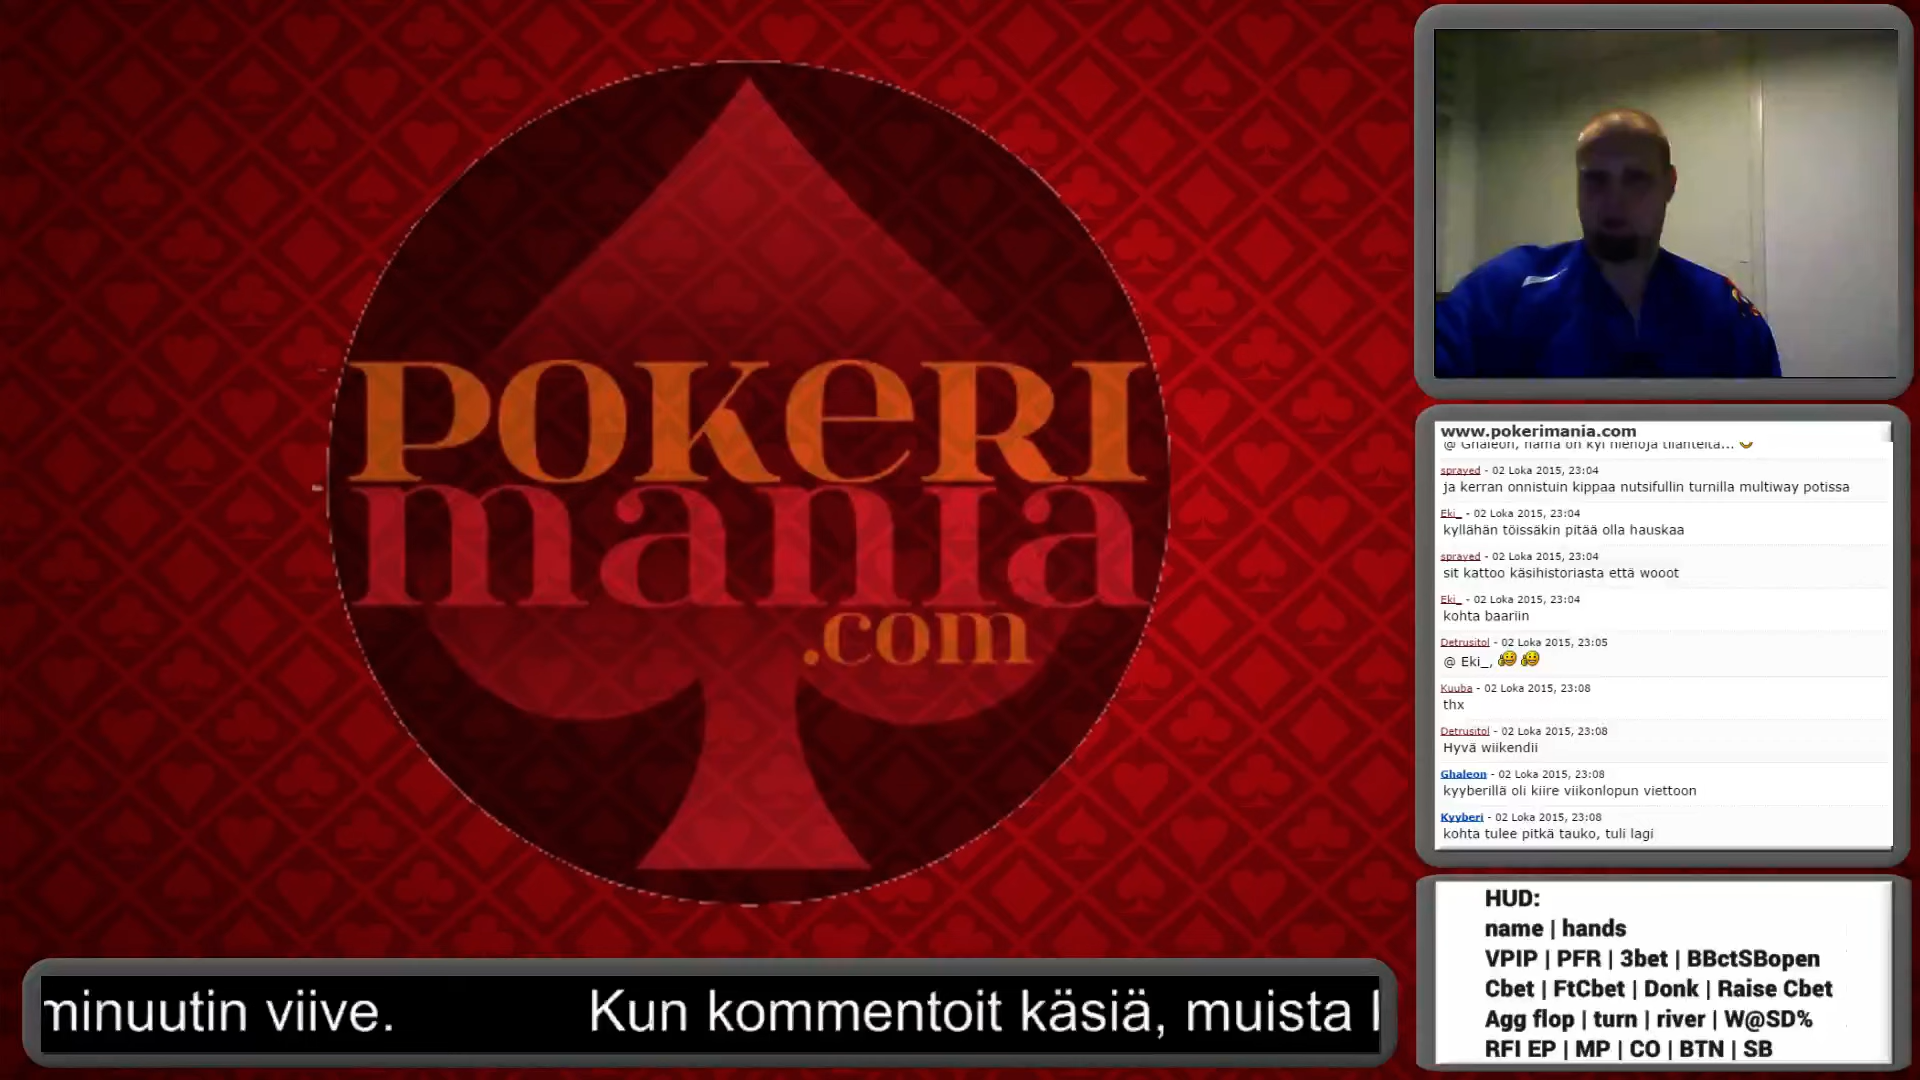 POKERI
mania
.com
www.pokerimania.com
@ Ghaleon, nämä on kyl hienoja tilanteita...
sprayed - 02 Loka 2015, 23:04
ja kerran onnistuin kippaa nutsifullin turnilla multiway potissa
Eki_ - 02 Loka 2015, 23:04
kyllähän töissäkin pitää olla hauskaa
sprayed - 02 Loka 2015, 23:04
sit kattoo käsihistoriasta että wooot
Eki_ - 02 Loka 2015, 23:04
kohta baariin
Detrusitol - 02 Loka 2015, 23:05
@ Eki_,
Kuuba - 02 Loka 2015, 23:08
thx
Detrusitol - 02 Loka 2015, 23:08
Hyvä wiikendii
Ghaleon - 02 Loka 2015, 23:08
kyyberillä oli kiire viikonlopun viettoon
Kyyberi - 02 Loka 2015, 23:08
kohta tulee pitkä tauko, tuli lagi
HUD:
name | hands
VPIP | PFR | 3bet | BBctSBopen
Cbet | FtCbet | Donk | Raise Cbet
Agg flop | turn | river | W@SD%
RFI EP | MP | CO | BTN | SB
minuutin viive. Kun kommentoit käsiä, muista